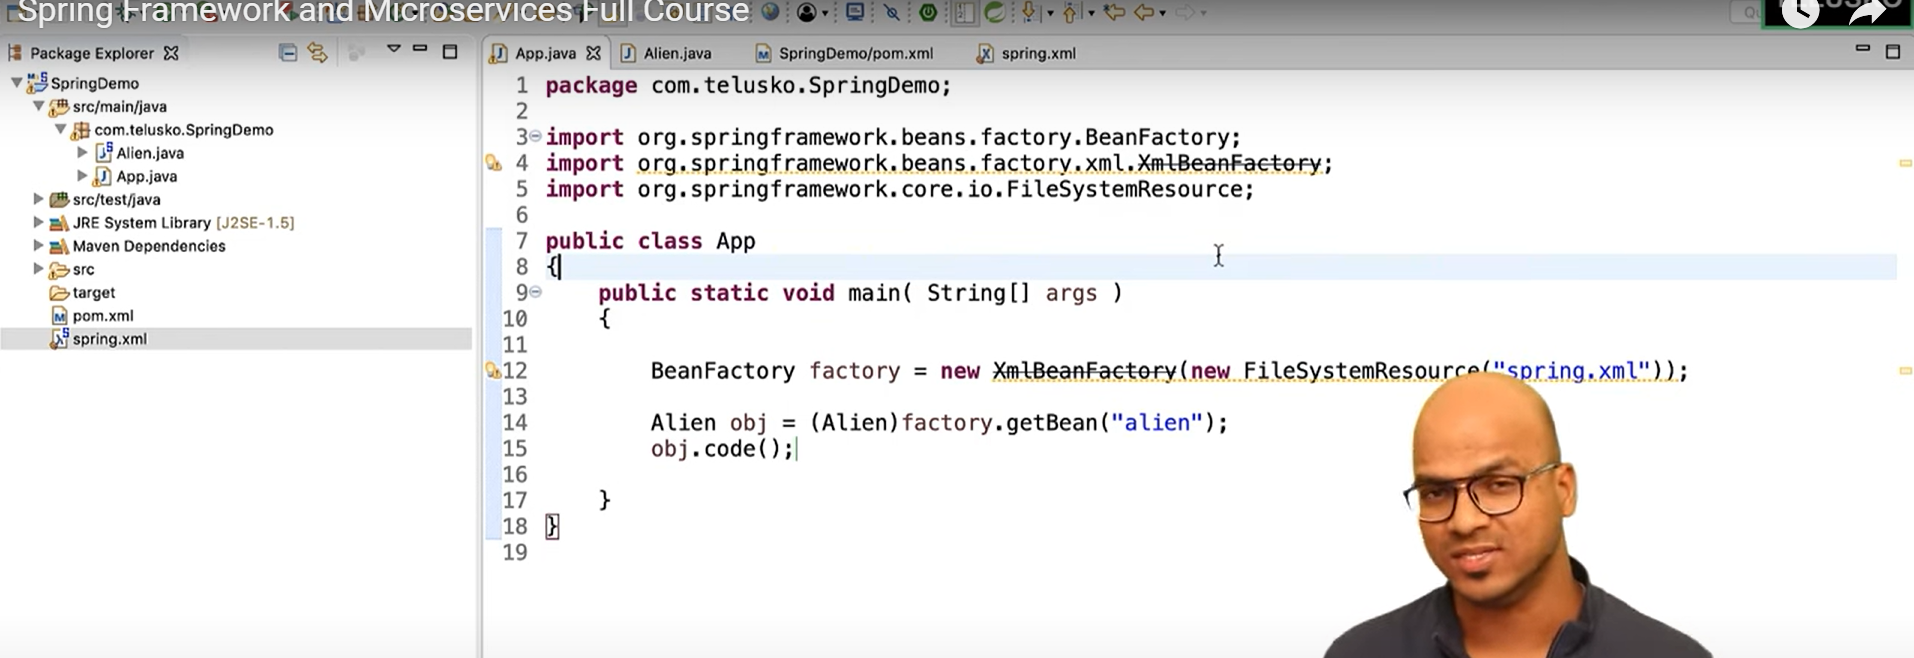 Spring Framework and Microservices Full Course
Package Explorer
App.java
Alien.java
SpringDemo/pom.xml
spring.xml
SpringDemo
src/main/java
com.telusko.SpringDemo
Alien.java
App.java
src/test/java
JRE System Library [J2SE-1.5]
Maven Dependencies
src
target
pom.xml
spring.xml
1 package com.telusko.SpringDemo;
2
3 import org.springframework.beans.factory.BeanFactory;
4 import org.springframework.beans.factory.xml.XmlBeanFactory;
5 import org.springframework.core.io.FileSystemResource;
6
7 public class App
8 {
9 public static void main( String[] args )
10 {
11
12 BeanFactory factory = new XmlBeanFactory(new FileSystemResource("spring.xml"));
13
14 Alien obj = (Alien)factory.getBean("alien");
15 obj.code();
16
17 }
18 }
19